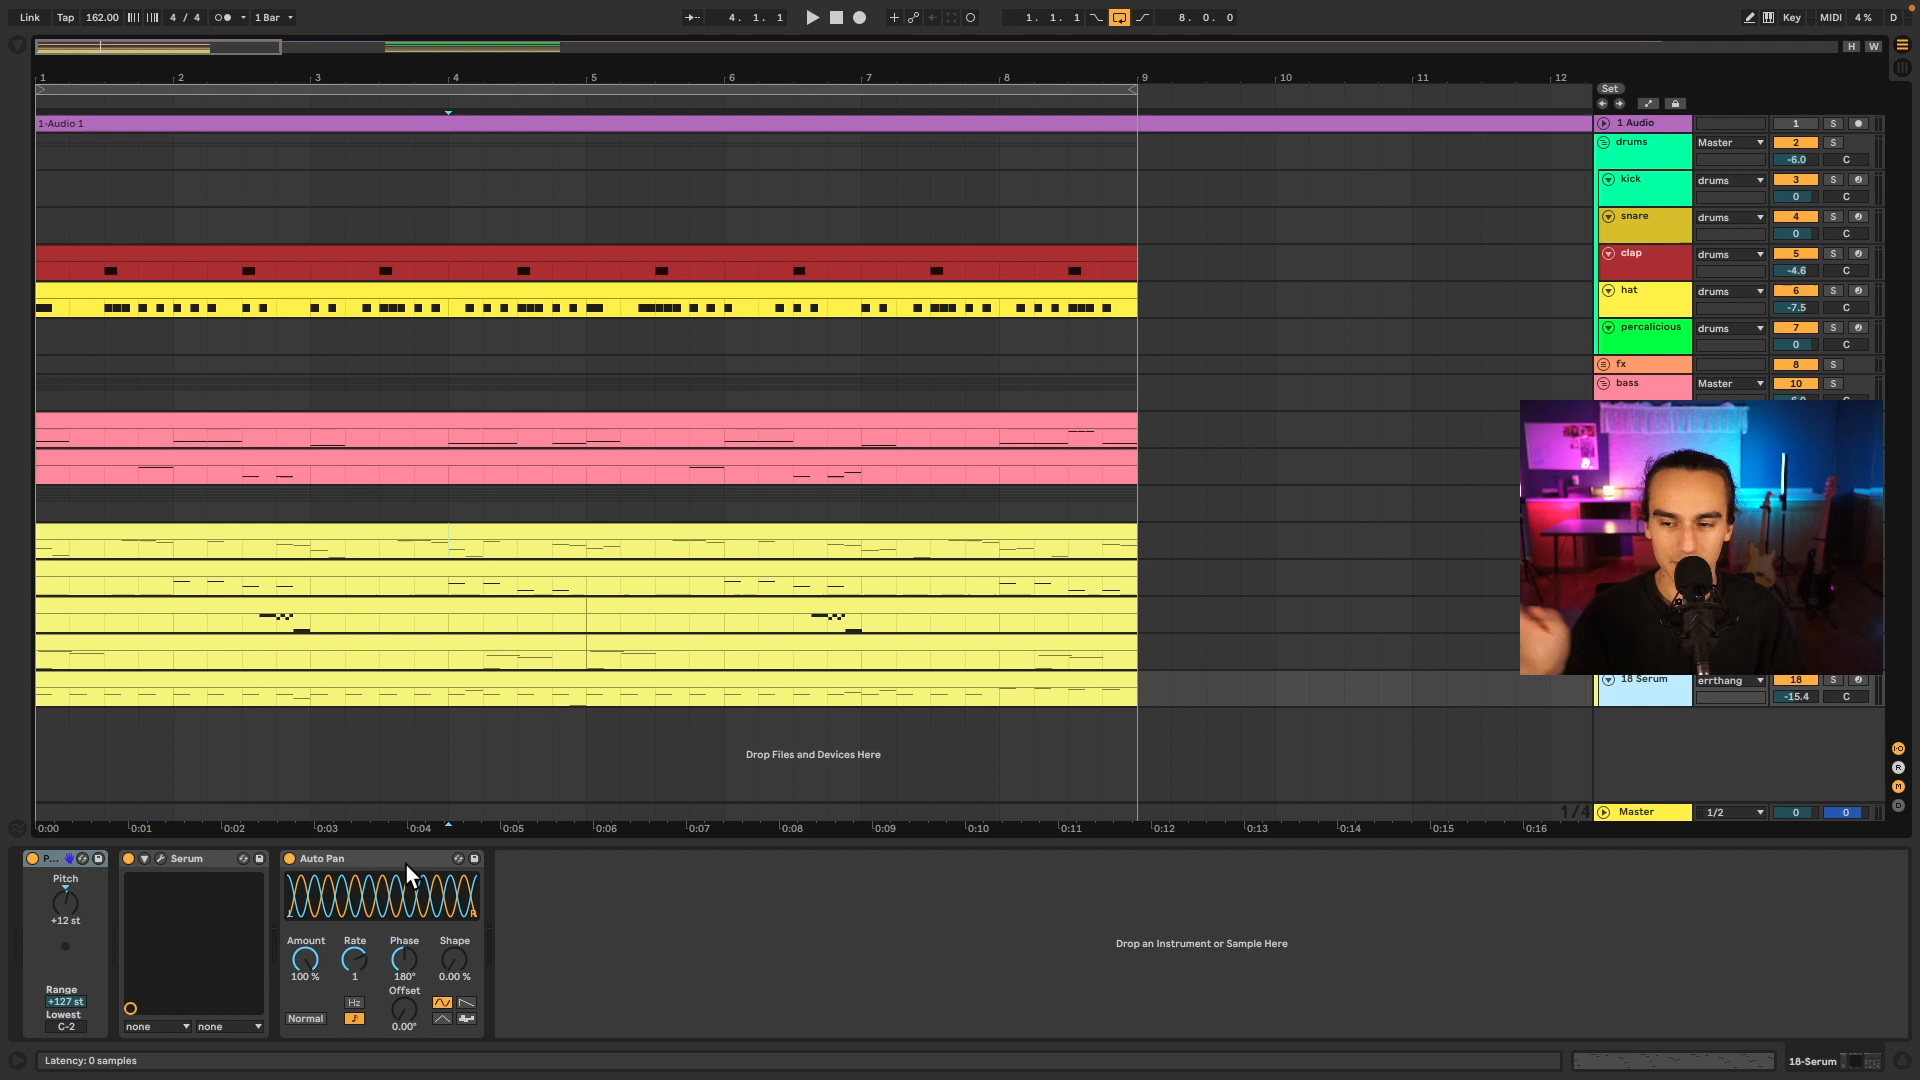 Link Tap 162.00 4 / 4 1 Bar 4. 1. 1 1. 1. 1 8. 0. 0 Key MIDI 4 % D
H W
1 2 3 4 5 6 7 8 9 10 11 12
Set
1-Audio 1
1 Audio 1 S
drums Master 2 S
-6.0 C
kick drums 3 S
0 C
snare drums 4 S
0 C
clap drums 5 S
-4.6 C
hat drums 6 S
-7.5 C
percalicious drums 7 S
0 C
fx 8 S
bass Master 10 S
18 Serum errthang 18 S
-15.4 C
Drop Files and Devices Here
1/4
Master 1/2 0 0
0:00 0:01 0:02 0:03 0:04 0:05 0:06 0:07 0:08 0:09 0:10 0:11 0:12 0:13 0:14 0:15 0:16
R
M
D
P... Serum Auto Pan
Pitch
+12 st
L R
Amount Rate Phase Shape
100 % 1 180° 0.00 %
Drop an Instrument or Sample Here
Range
+127 st
Lowest
C-2
Offset
Hz
Normal
0.00°
none none
Latency: 0 samples
18-Serum